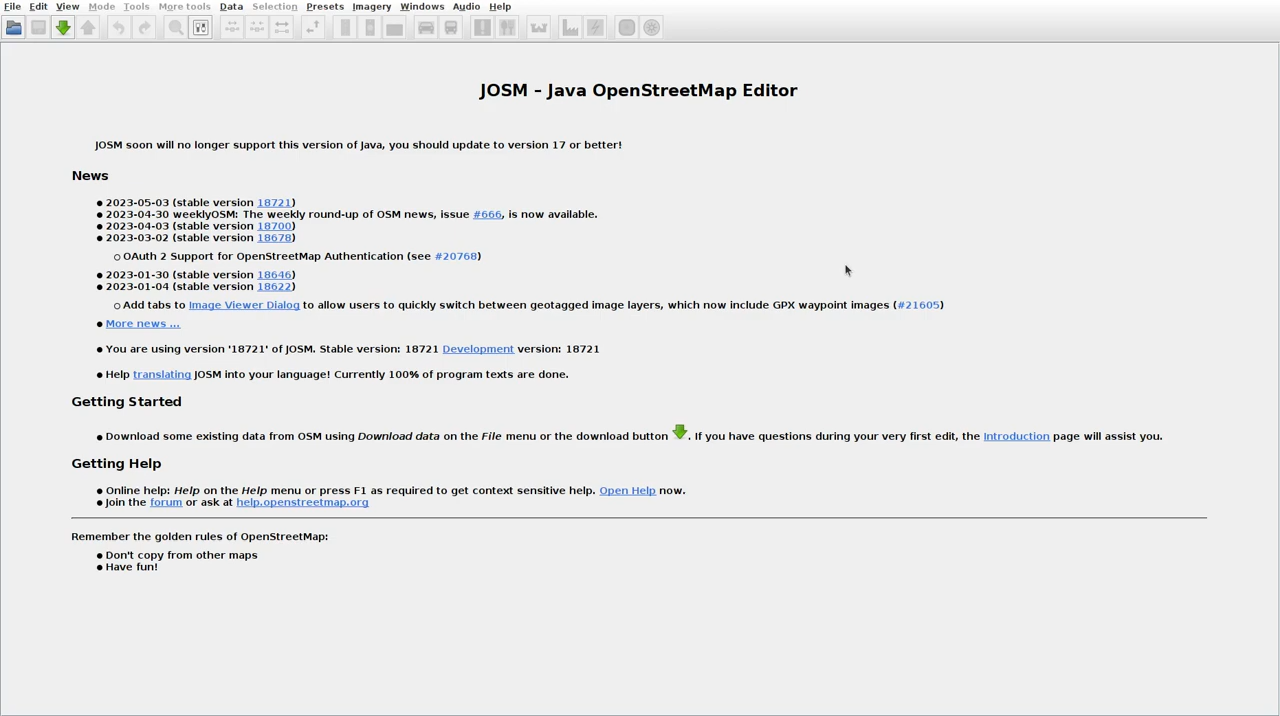 File Edit View Mode Tools More tools Data Selection Presets Imagery Windows Audio Help
JOSM – Java OpenStreetMap Editor
JOSM soon will no longer support this version of Java, you should update to version 17 or better!
News
● 2023-05-03 (stable version 18721)
● 2023-04-30 weeklyOSM: The weekly round-up of OSM news, issue #666, is now available.
● 2023-04-03 (stable version 18700)
● 2023-03-02 (stable version 18678)
○ OAuth 2 Support for OpenStreetMap Authentication (see #20768)
● 2023-01-30 (stable version 18646)
● 2023-01-04 (stable version 18622)
○ Add tabs to Image Viewer Dialog to allow users to quickly switch between geotagged image layers, which now include GPX waypoint images (#21605)
● More news ...
● You are using version '18721' of JOSM. Stable version: 18721 Development version: 18721
● Help translating JOSM into your language! Currently 100% of program texts are done.
Getting Started
● Download some existing data from OSM using Download data on the File menu or the download button . If you have questions during your very first edit, the Introduction page will assist you.
Getting Help
● Online help: Help on the Help menu or press F1 as required to get context sensitive help. Open Help now.
● Join the forum or ask at help.openstreetmap.org
Remember the golden rules of OpenStreetMap:
● Don't copy from other maps
● Have fun!